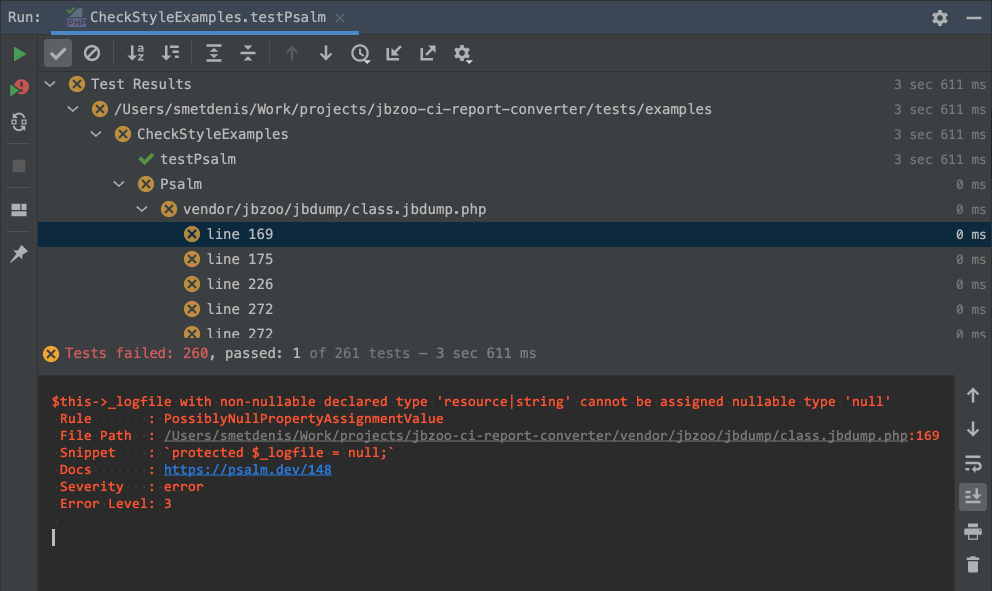 Run: CheckStyleExamples.testPsalm
Test Results 3 sec 611 ms
/Users/smetdenis/Work/projects/jbzoo-ci-report-converter/tests/examples 3 sec 611 ms
CheckStyleExamples 3 sec 611 ms
testPsalm 3 sec 611 ms
Psalm 0 ms
vendor/jbzoo/jbdump/class.jbdump.php 0 ms
line 169 0 ms
line 175 0 ms
line 226 0 ms
line 272 0 ms
line 272 0 ms
Tests failed: 260, passed: 1 of 261 tests – 3 sec 611 ms
$this->_logfile with non-nullable declared type 'resource|string' cannot be assigned nullable type 'null'
Rule : PossiblyNullPropertyAssignmentValue
File Path : /Users/smetdenis/Work/projects/jbzoo-ci-report-converter/vendor/jbzoo/jbdump/class.jbdump.php:169
Snippet : `protected $_logfile = null;`
Docs : https://psalm.dev/148
Severity : error
Error Level: 3